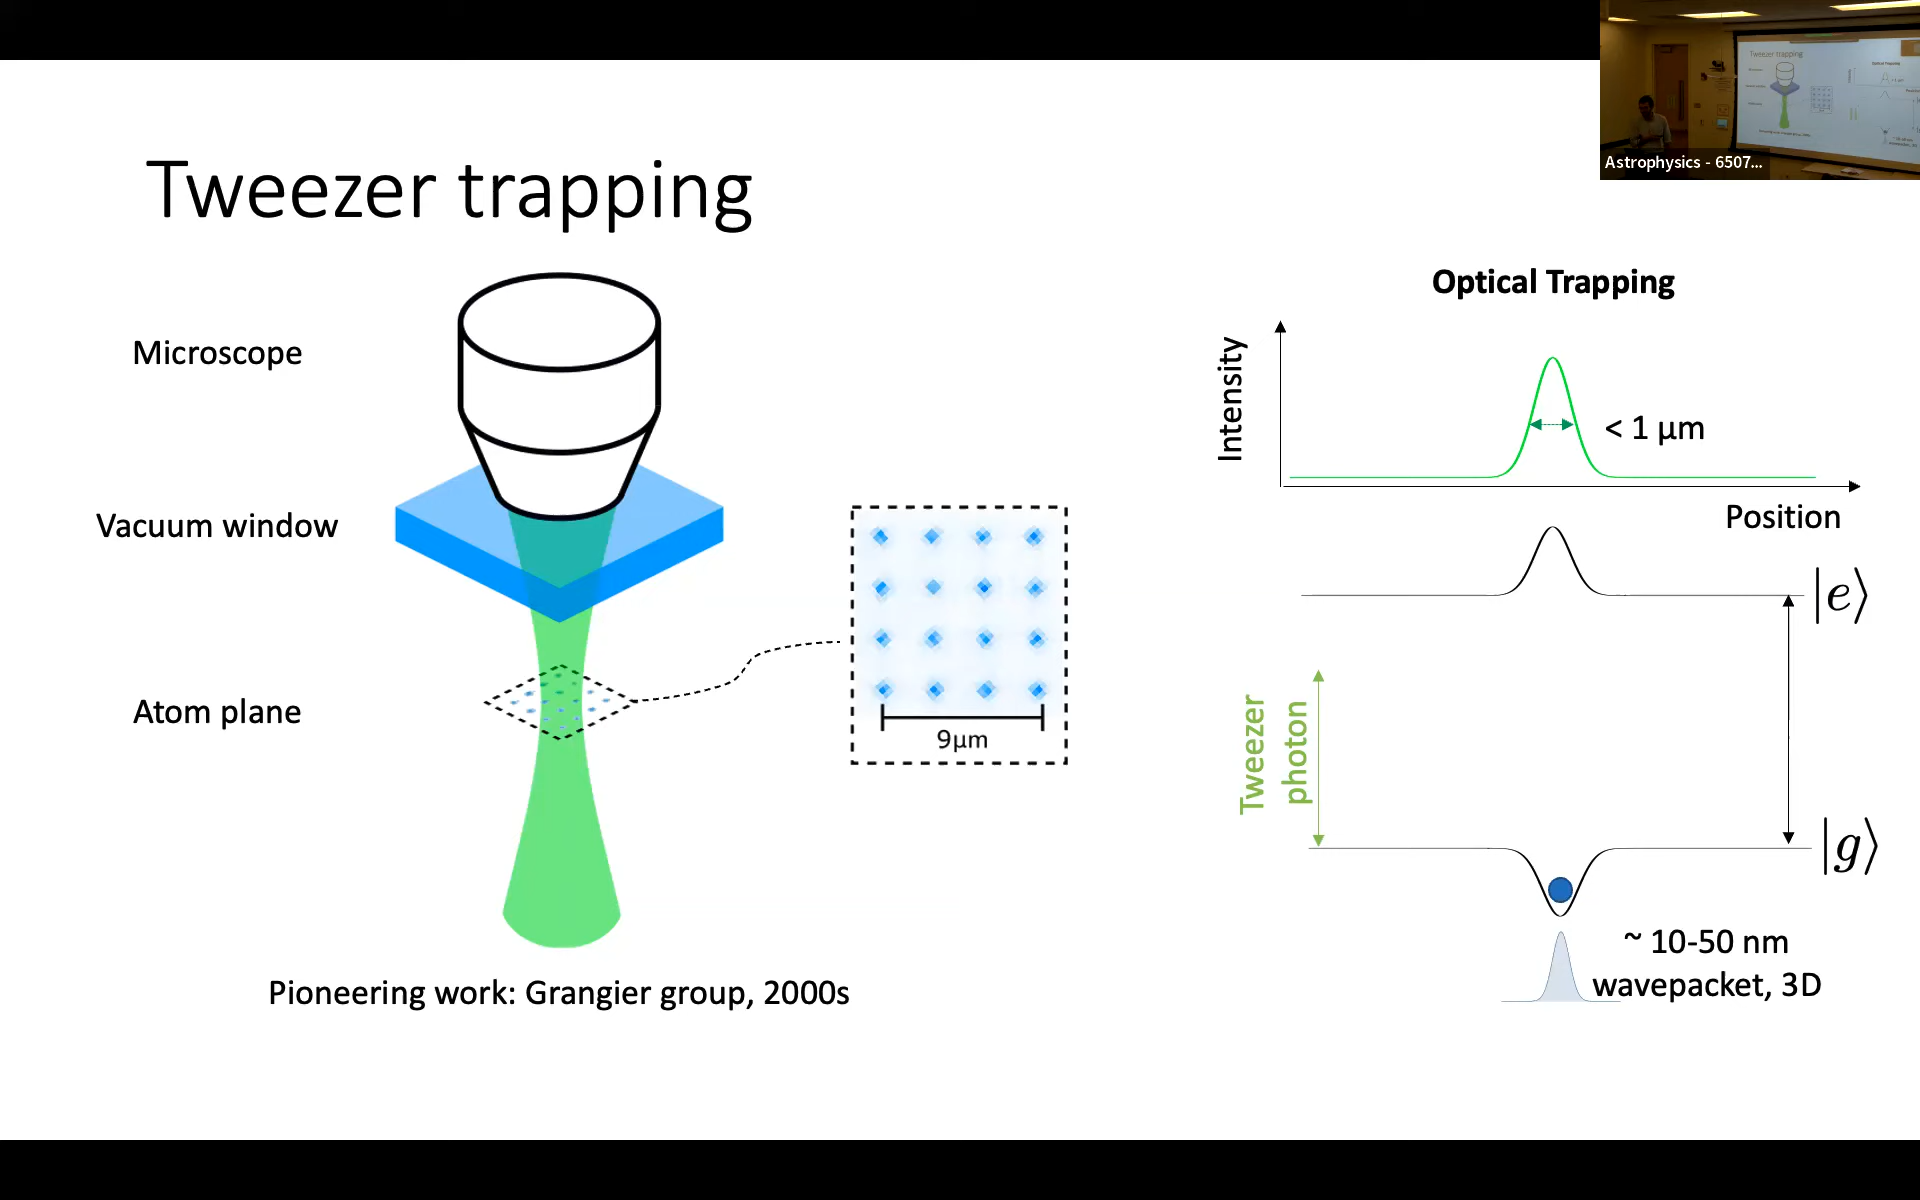 Astrophysics - 6507...
Tweezer trapping
Microscope
Vacuum window
Atom plane
9µm
Pioneering work: Grangier group, 2000s
Optical Trapping
Intensity
< 1 µm
Position
|e⟩
Tweezer
photon
|g⟩
~ 10-50 nm
wavepacket, 3D